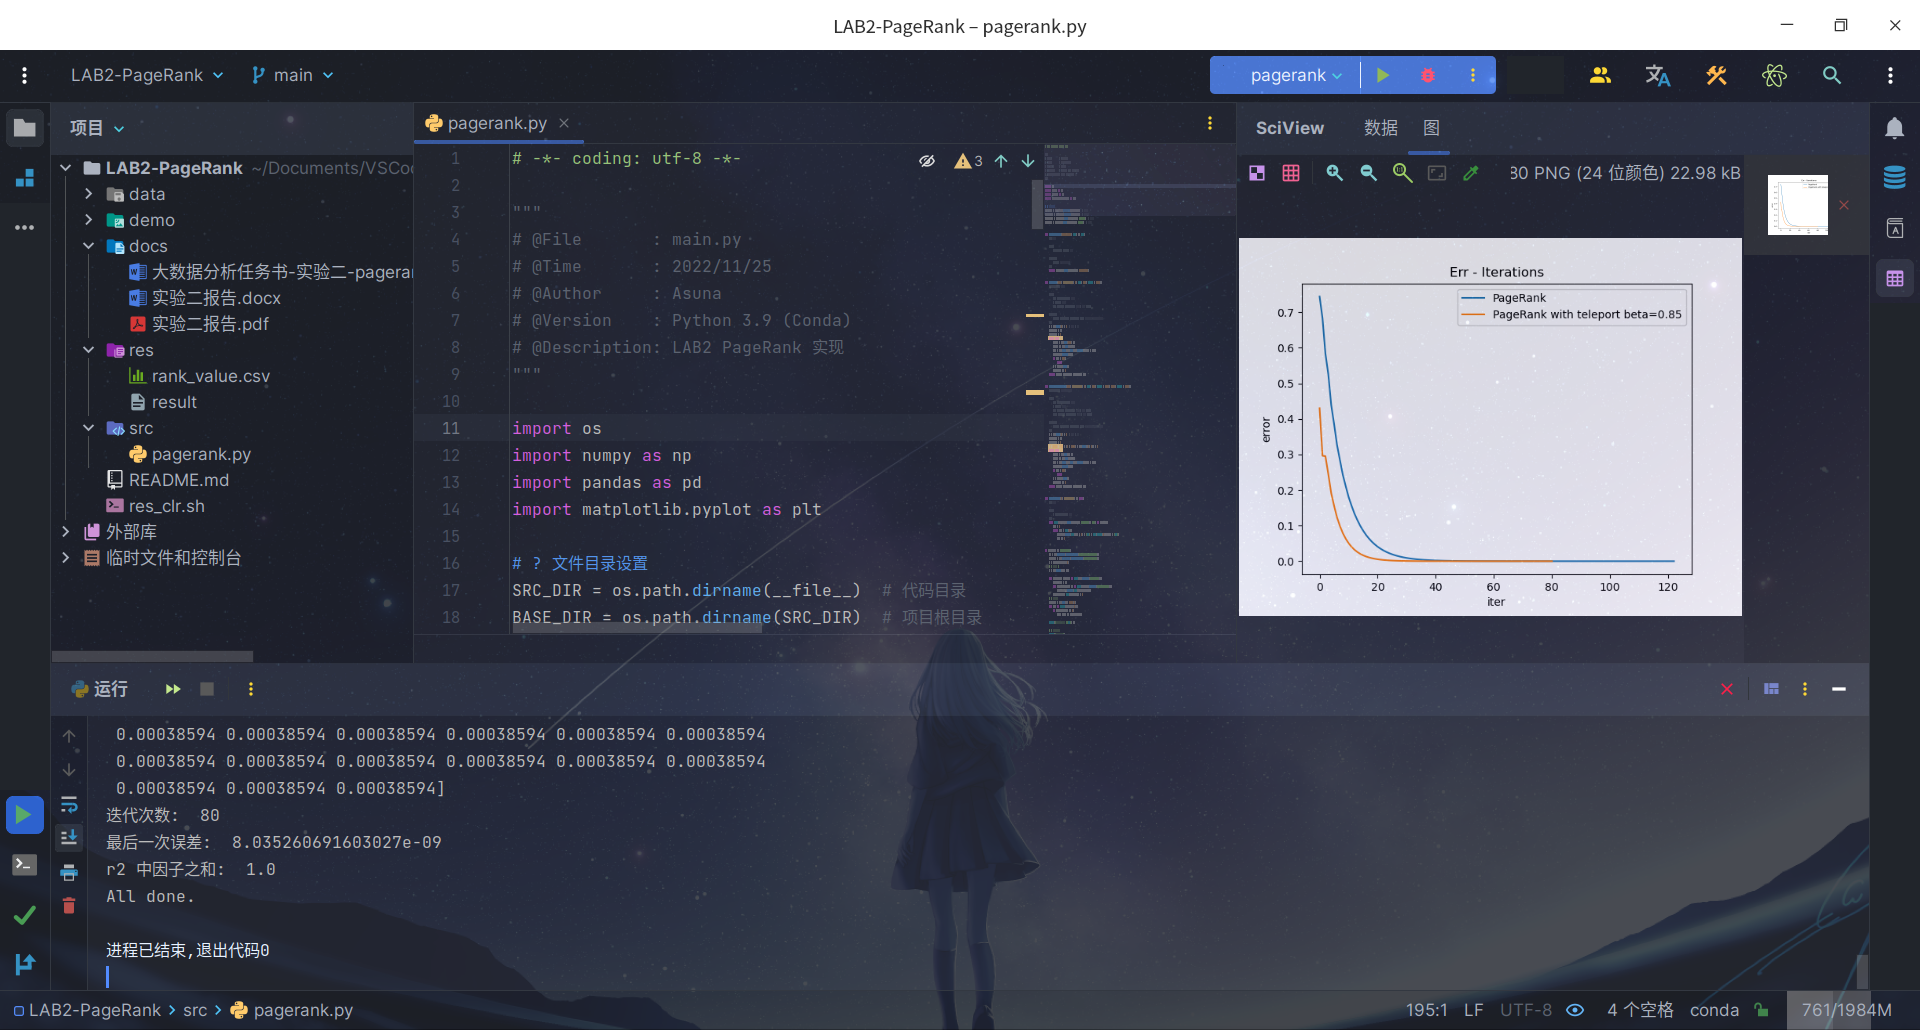 LAB2-PageRank – pagerank.py
LAB2-PageRank
main
pagerank
项目
LAB2-PageRank ~/Documents/VSCo
data
demo
docs
大数据分析任务书-实验二-pagera
实验二报告.docx
实验二报告.pdf
res
rank_value.csv
result
src
pagerank.py
README.md
res_clr.sh
外部库
临时文件和控制台
pagerank.py
3
1 # -*- coding: utf-8 -*-
2
3 """
4 # @File : main.py
5 # @Time : 2022/11/25
6 # @Author : Asuna
7 # @Version : Python 3.9 (Conda)
8 # @Description: LAB2 PageRank 实现
9 """
10
11 import os
12 import numpy as np
13 import pandas as pd
14 import matplotlib.pyplot as plt
15
16 # ? 文件目录设置
17 SRC_DIR = os.path.dirname(__file__) # 代码目录
18 BASE_DIR = os.path.dirname(SRC_DIR) # 项目根目录
SciView 数据 图
80 PNG (24 位颜色) 22.98 kB
Err - Iterations
PageRank
PageRank with teleport beta=0.85
error
0.7
0.6
0.5
0.4
0.3
0.2
0.1
0.0
0 20 40 60 80 100 120
iter
运行
0.00038594 0.00038594 0.00038594 0.00038594 0.00038594 0.00038594
0.00038594 0.00038594 0.00038594 0.00038594 0.00038594 0.00038594
0.00038594 0.00038594 0.00038594]
迭代次数: 80
最后一次误差: 8.035260691603027e-09
r2 中因子之和: 1.0
All done.
进程已结束,退出代码0
LAB2-PageRank > src > pagerank.py
195:1 LF UTF-8 4 个空格 conda 761/1984M